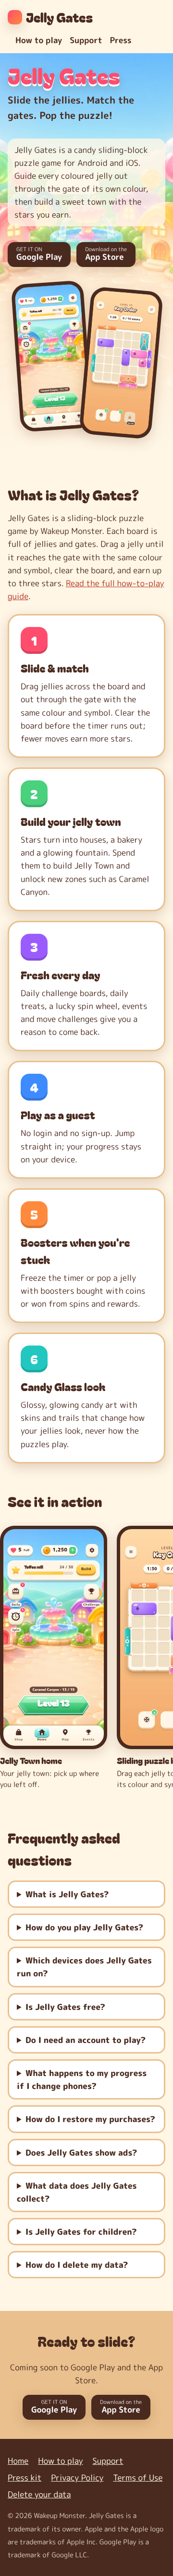 Jelly Gates
How to play Support Press
Jelly Gates
Slide the jellies. Match the
gates. Pop the puzzle!
Jelly Gates is a candy sliding-block
puzzle game for Android and iOS.
Guide every coloured jelly out
through the gate of its own colour,
then build a sweet town with the
stars you earn.
GET IT ON
Google Play
Download on the
App Store
Level 13
Key Order
What is Jelly Gates?
Jelly Gates is a sliding-block puzzle
game by Wakeup Monster. Each board is
full of jellies and gates. Drag a jelly until
it reaches the gate with the same colour
and symbol, clear the board, and earn up
to three stars. Read the full how-to-play
guide.
1
Slide & match
Drag jellies across the board and
out through the gate with the
same colour and symbol. Clear the
board before the timer runs out;
fewer moves earn more stars.
2
Build your jelly town
Stars turn into houses, a bakery
and a glowing fountain. Spend
them to build Jelly Town and
unlock new zones such as Caramel
Canyon.
3
Fresh every day
Daily challenge boards, daily
treats, a lucky spin wheel, events
and move challenges give you a
reason to come back.
4
Play as a guest
No login and no sign-up. Jump
straight in; your progress stays
on your device.
5
Boosters when you're
stuck
Freeze the timer or pop a jelly
with boosters bought with coins
or won from spins and rewards.
6
Candy Glass look
Glossy, glowing candy art with
skins and trails that change how
your jellies look, never how the
puzzles play.
See it in action
5
1,250
Build
Caramel Canyon · 13 / 15
Level 13
Shop Home Map Events
Jelly Town home
Your jelly town: pick up where
you left off.
Sliding puzzle
Drag each jelly to
its colour and sy
Frequently asked
questions
▶ What is Jelly Gates?
▶ How do you play Jelly Gates?
▶ Which devices does Jelly Gates
run on?
▶ Is Jelly Gates free?
▶ Do I need an account to play?
▶ What happens to my progress
if I change phones?
▶ How do I restore my purchases?
▶ Does Jelly Gates show ads?
▶ What data does Jelly Gates
collect?
▶ Is Jelly Gates for children?
▶ How do I delete my data?
Ready to slide?
Coming soon to Google Play and the App
Store.
GET IT ON
Google Play
Download on the
App Store
Home How to play Support
Press kit Privacy Policy Terms of Use
Delete your data
© 2026 Wakeup Monster. Jelly Gates is a
trademark of its owner. Apple and the Apple logo
are trademarks of Apple Inc. Google Play is a
trademark of Google LLC.